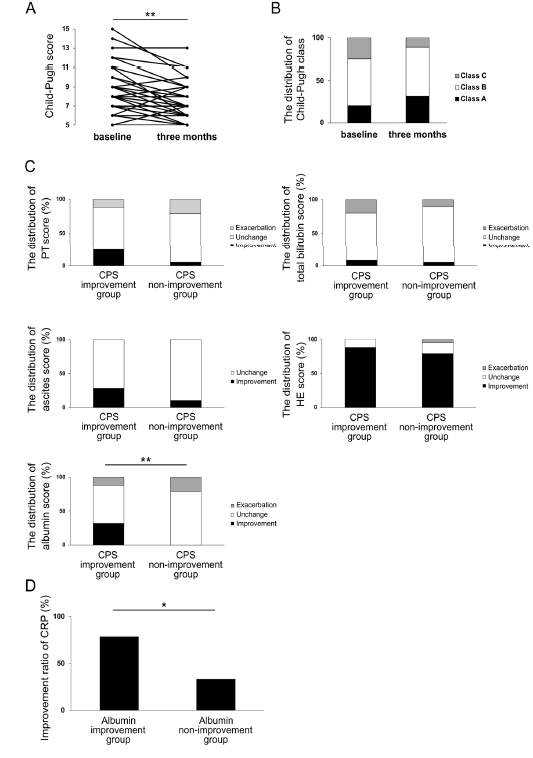 A
**
Child-Pugh score
15
13
11
9
7
5
baseline
three months
B
The distribution of
Child-Pugh class
100
50
0
baseline
three months
Class C
Class B
Class A
C
The distribution of
PT score (%)
100
50
0
CPS
improvement
group
CPS
non-improvement
group
Exacerbation
Unchange
Improvement
The distribution of
total bilirubin score (%)
100
50
0
CPS
improvement
group
CPS
non-improvement
group
Exacerbation
Unchange
Improvement
The distribution of
ascites score (%)
100
50
0
CPS
improvement
group
CPS
non-improvement
group
Unchange
Improvement
The distribution of
HE score (%)
100
50
0
CPS
improvement
group
CPS
non-improvement
group
Exacerbation
Unchange
Improvement
The distribution of
albumin score (%)
**
100
50
0
CPS
improvement
group
CPS
non-improvement
group
Exacerbation
Unchange
Improvement
D
Improvement ratio of CRP (%)
*
100
50
0
Albumin
improvement
group
Albumin
non-improvement
group